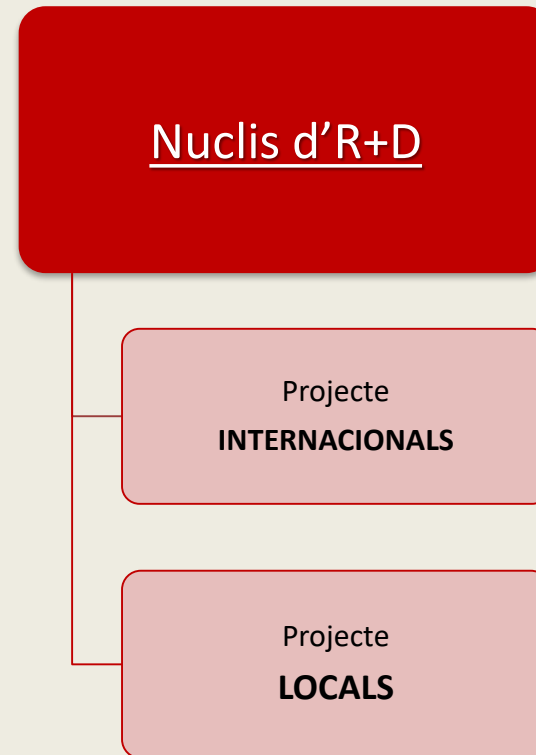 Nuclis d’R+D
Projecte
INTERNACIONALS
Projecte
LOCALS